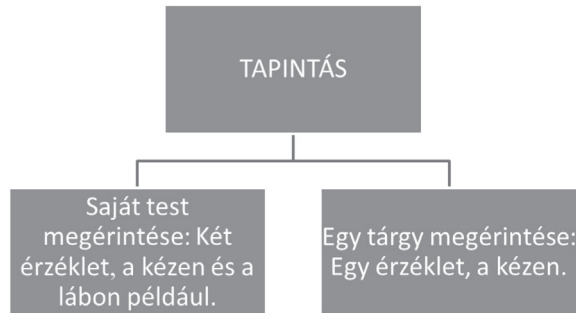 TAPINTÁS
Saját test
megérintése: Két
érzéklet, a kézen és a
lábon például.
Egy tárgy megérintése:
Egy érzéklet, a kézen.